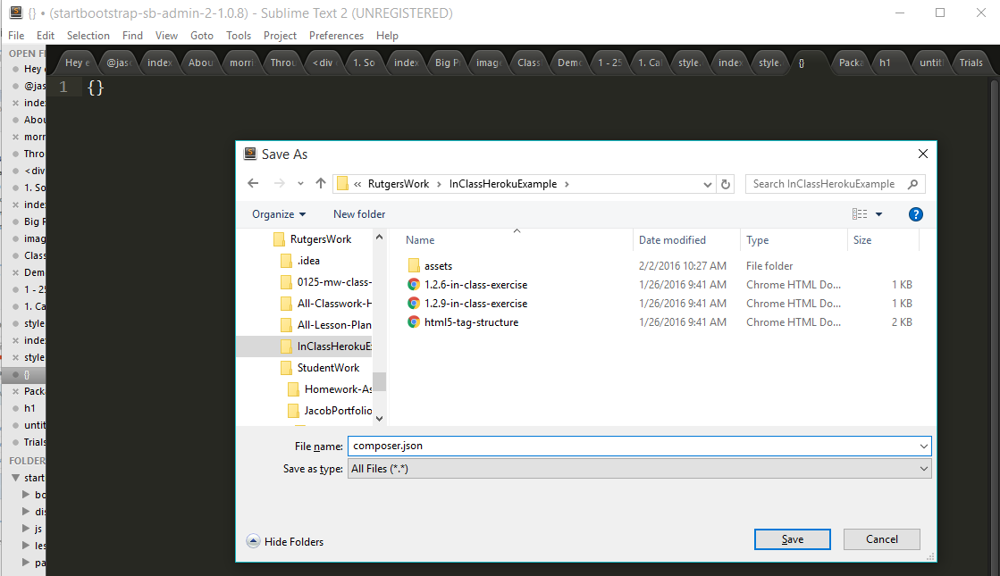 {} • (startbootstrap-sb-admin-2-1.0.8) - Sublime Text 2 (UNREGISTERED)
File Edit Selection Find View Goto Tools Project Preferences Help
OPEN FI
Hey e @jasc index Abou morri Throu <div 1. So index Big P imag Class Demo 1 - 25 1. Cal style. index style. {} Packa h1 untitl Trials
1 {}
Hey
@jas
inde
Abou
morr
Thro
<div
1. So
inde
Big P
imag
Clas
Dem
1 - 2
1. Ca
style
inde
style
{}
Pack
h1
untit
Trials
FOLDER
start
bo
dis
js
les
pa
Save As
« RutgersWork > InClassHerokuExample >
Search InClassHerokuExample
Organize New folder
?
RutgersWork
.idea
0125-mw-class-
All-Classwork-H
All-Lesson-Plan
InClassHerokuE
StudentWork
Homework-As
JacobPortfolio
Name Date modified Type Size
assets 2/2/2016 10:27 AM File folder
1.2.6-in-class-exercise 1/26/2016 9:41 AM Chrome HTML Do... 1 KB
1.2.9-in-class-exercise 1/26/2016 9:41 AM Chrome HTML Do... 1 KB
html5-tag-structure 1/26/2016 9:41 AM Chrome HTML Do... 2 KB
File name: composer.json
Save as type: All Files (*.*)
Hide Folders
Save Cancel